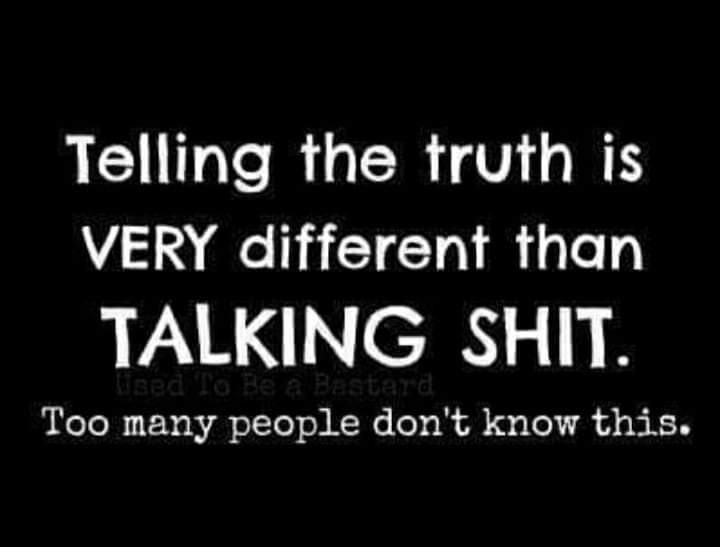 Telling the truth is
VERY different than
TALKING SHIT.
Used To Be a Bastard
Too many people don't know this.